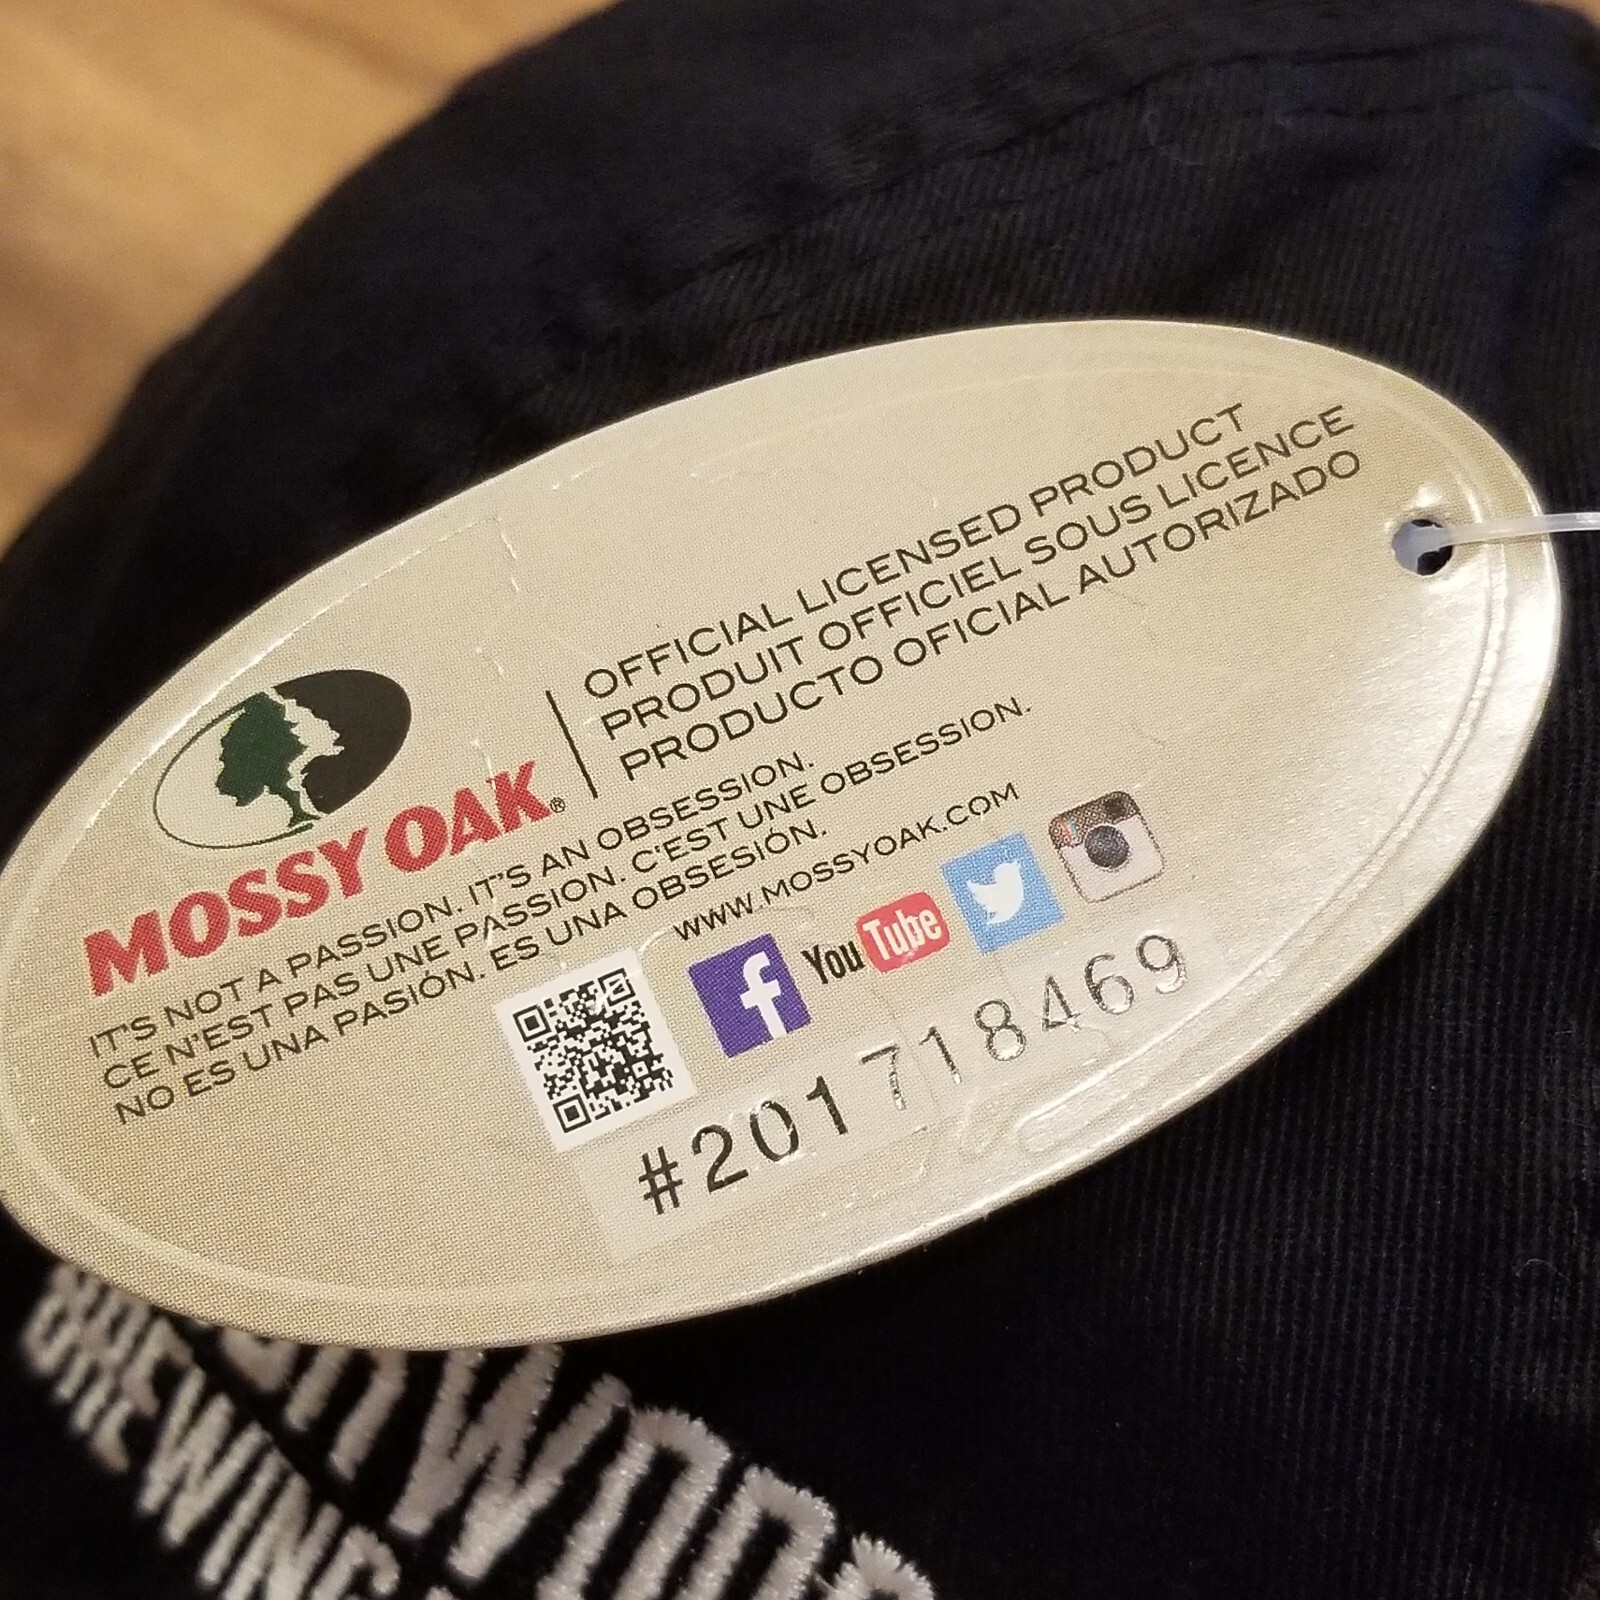 OFFICIAL LICENSED PRODUCT
PRODUIT OFFICIEL SOUS LICENCE
PRODUCTO OFICIAL AUTORIZADO
MOSSY OAK®
IT'S NOT A PASSION. IT'S AN OBSESSION.
CE N'EST PAS UNE PASSION. C'EST UNE OBSESSION.
NO ES UNA PASIÓN. ES UNA OBSESIÓN.
WWW.MOSSYOAK.COM
f YouTube
#201718469
BREWING